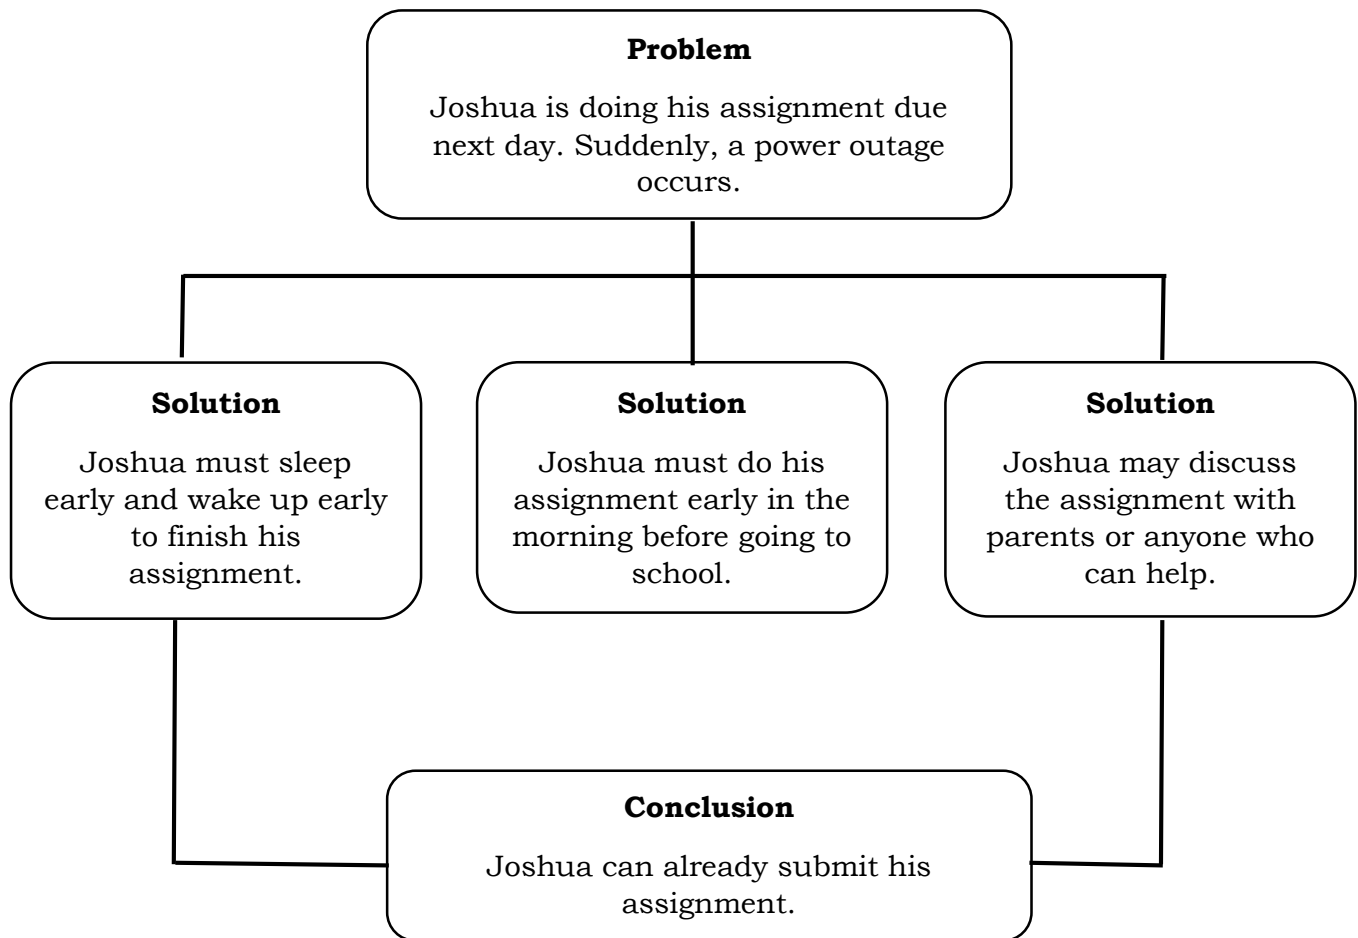 Problem
Joshua is doing his assignment due
next day. Suddenly, a power outage
occurs.
Solution
Joshua must sleep
early and wake up early
to finish his
assignment.
Solution
Joshua must do his
assignment early in the
morning before going to
school.
Solution
Joshua may discuss
the assignment with
parents or anyone who
can help.
Conclusion
Joshua can already submit his
assignment.